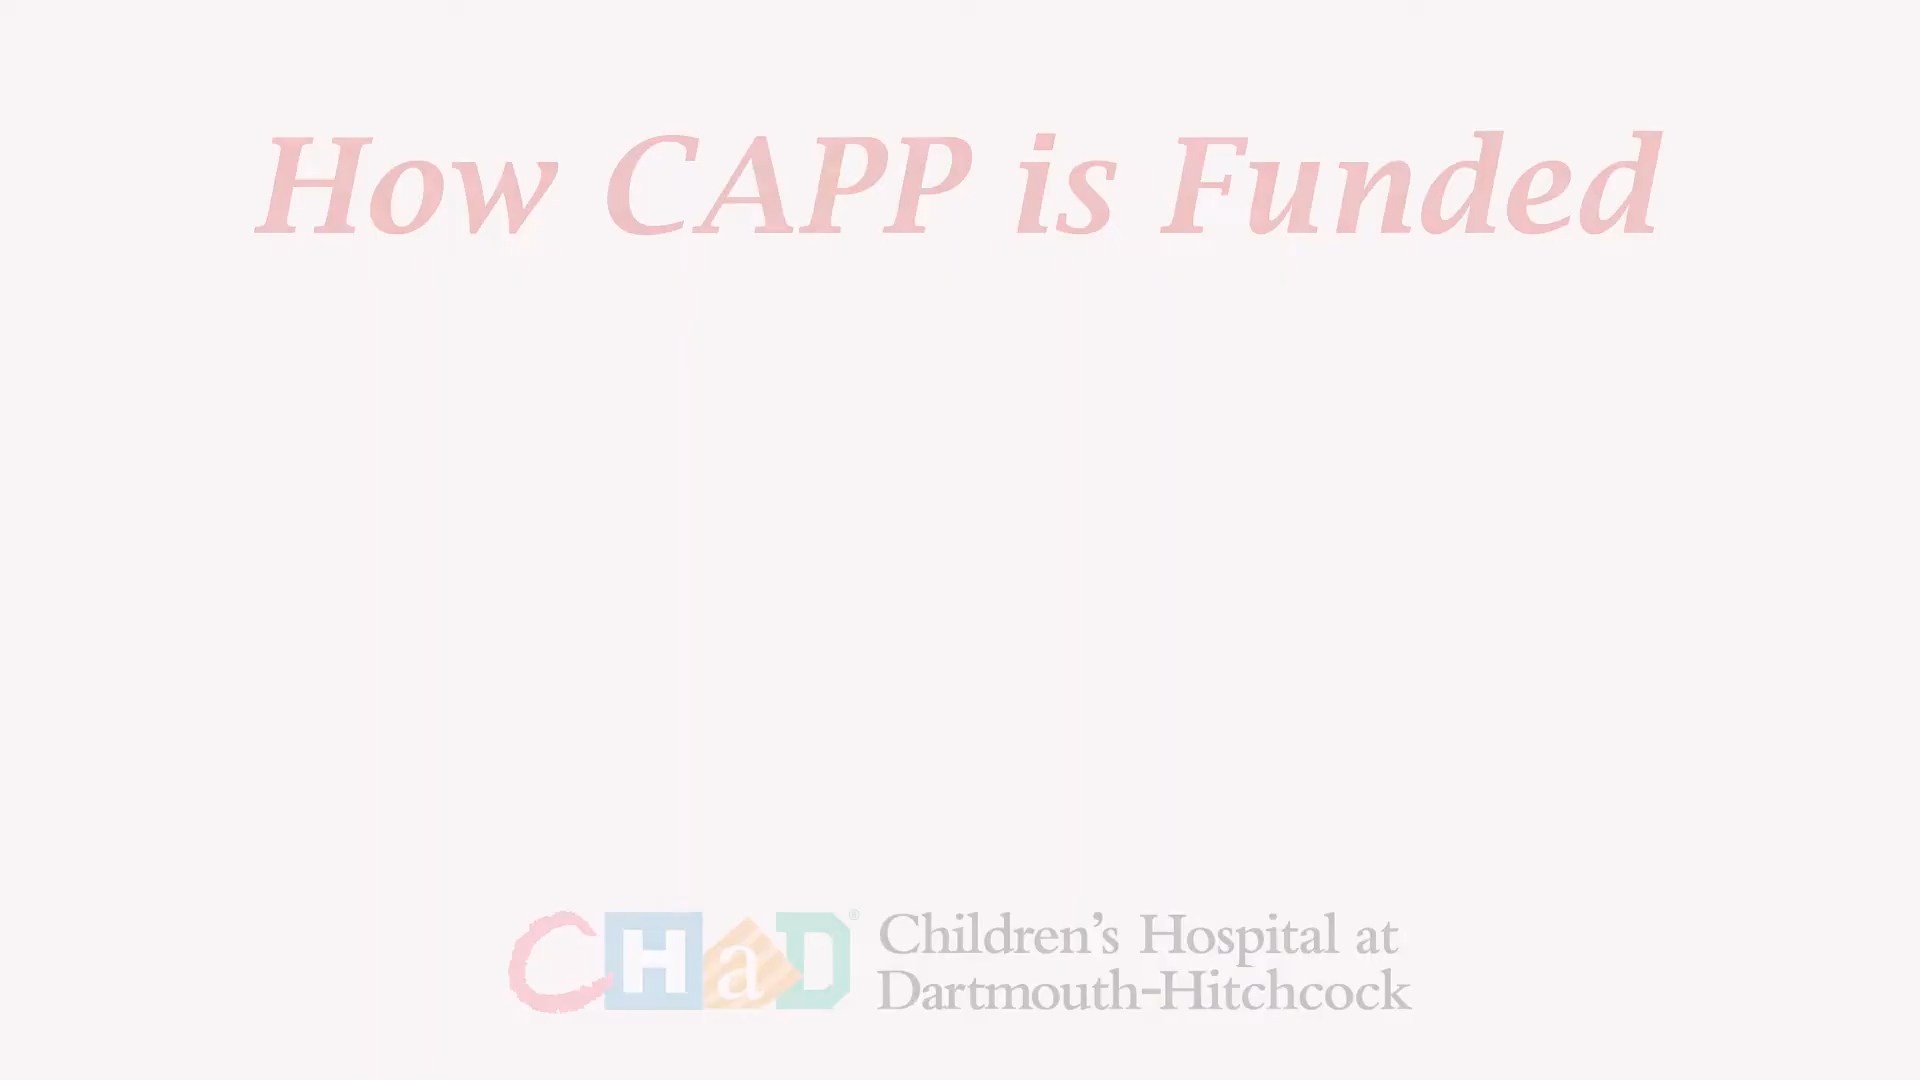 How CAPP is Funded
CHaD® Children's Hospital at
Dartmouth-Hitchcock